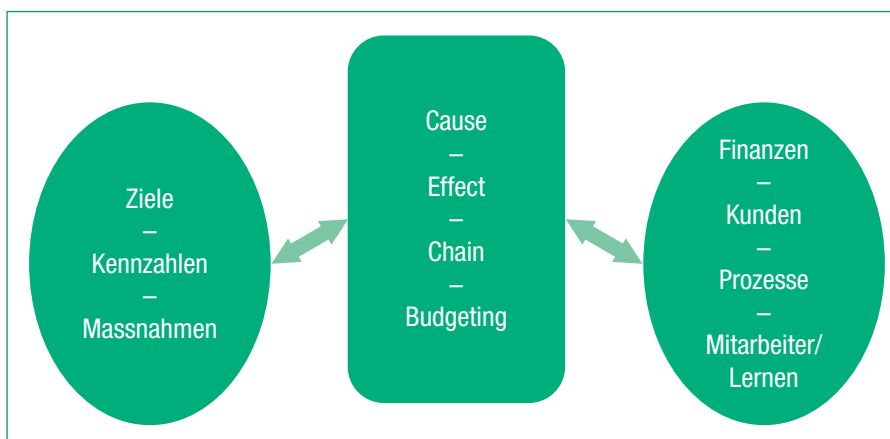 Ziele
–
Kennzahlen
–
Massnahmen
Cause
–
Effect
–
Chain
–
Budgeting
Finanzen
–
Kunden
–
Prozesse
–
Mitarbeiter/
Lernen